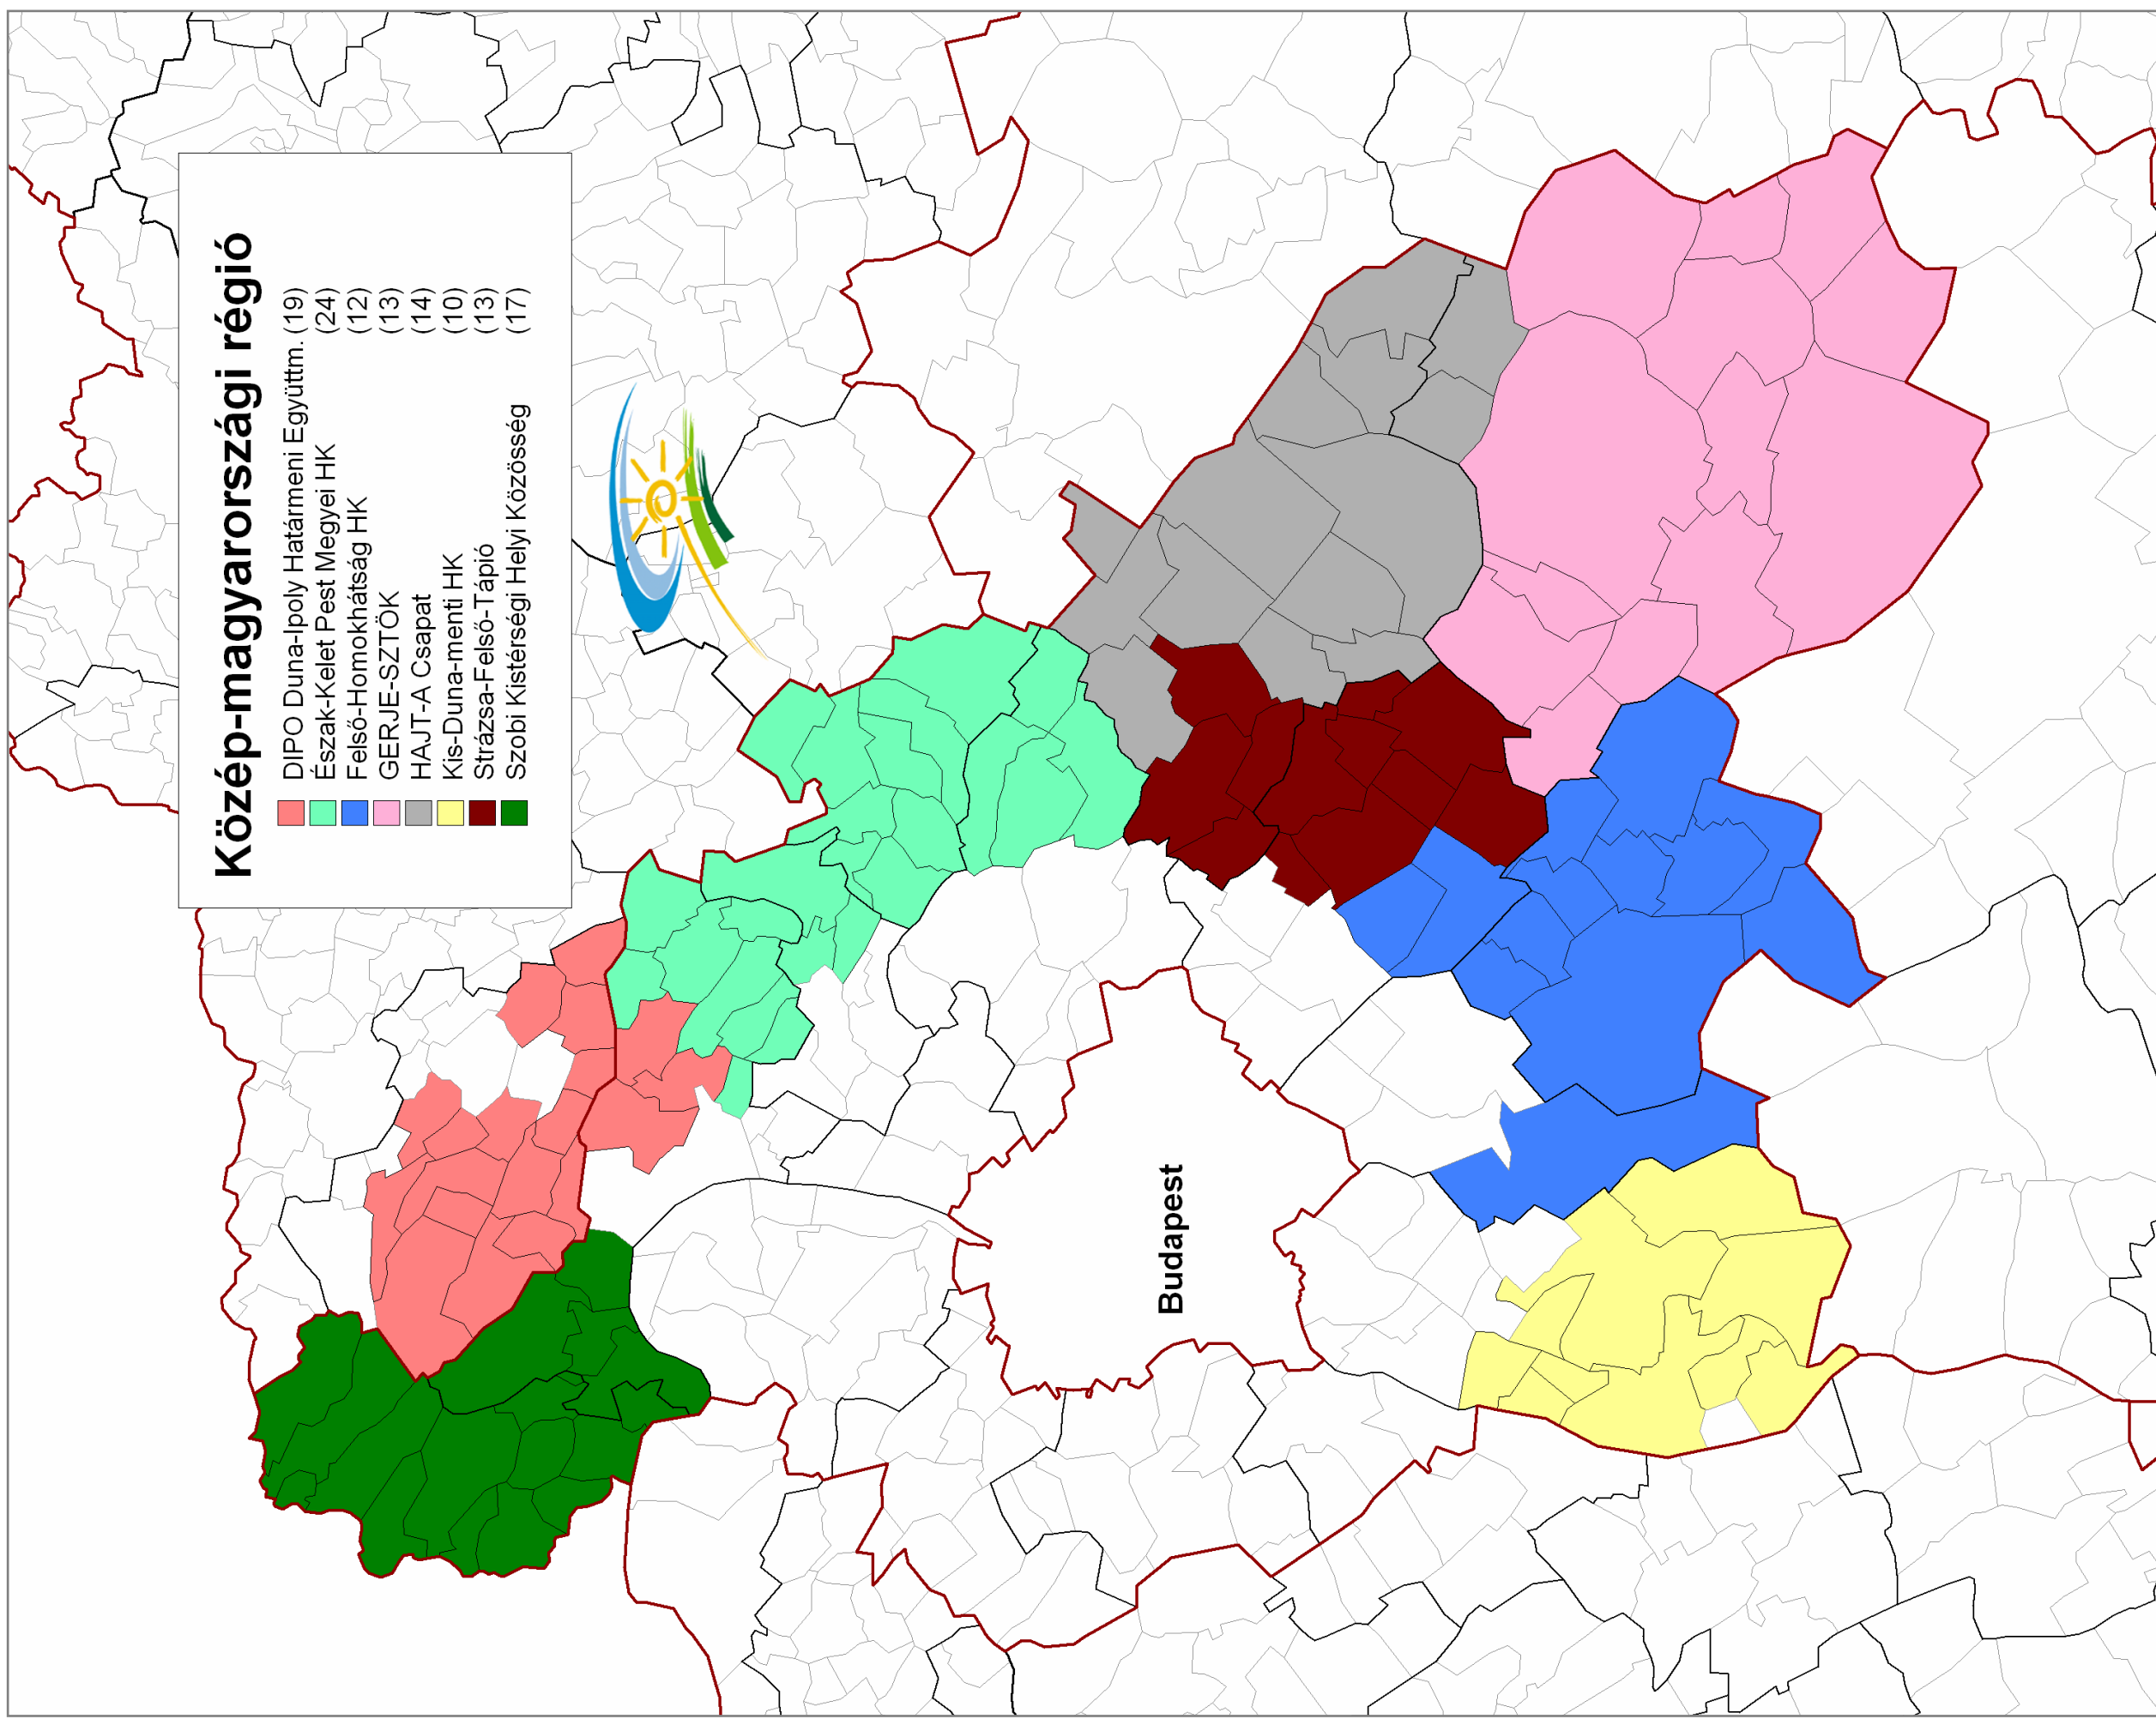 Közép-magyarországi régió
DIPO Duna-Ipoly Határmeni Együttm. (19)
Észak-Kelet Pest Megyei HK (24)
Felső-Homokhátság HK (12)
GERJE-SZTÖK (13)
HAJT-A Csapat (14)
Kis-Duna-menti HK (10)
Strázsa-Felső-Tápió (13)
Szobi Kistérségi Helyi Közösség (17)
Budapest